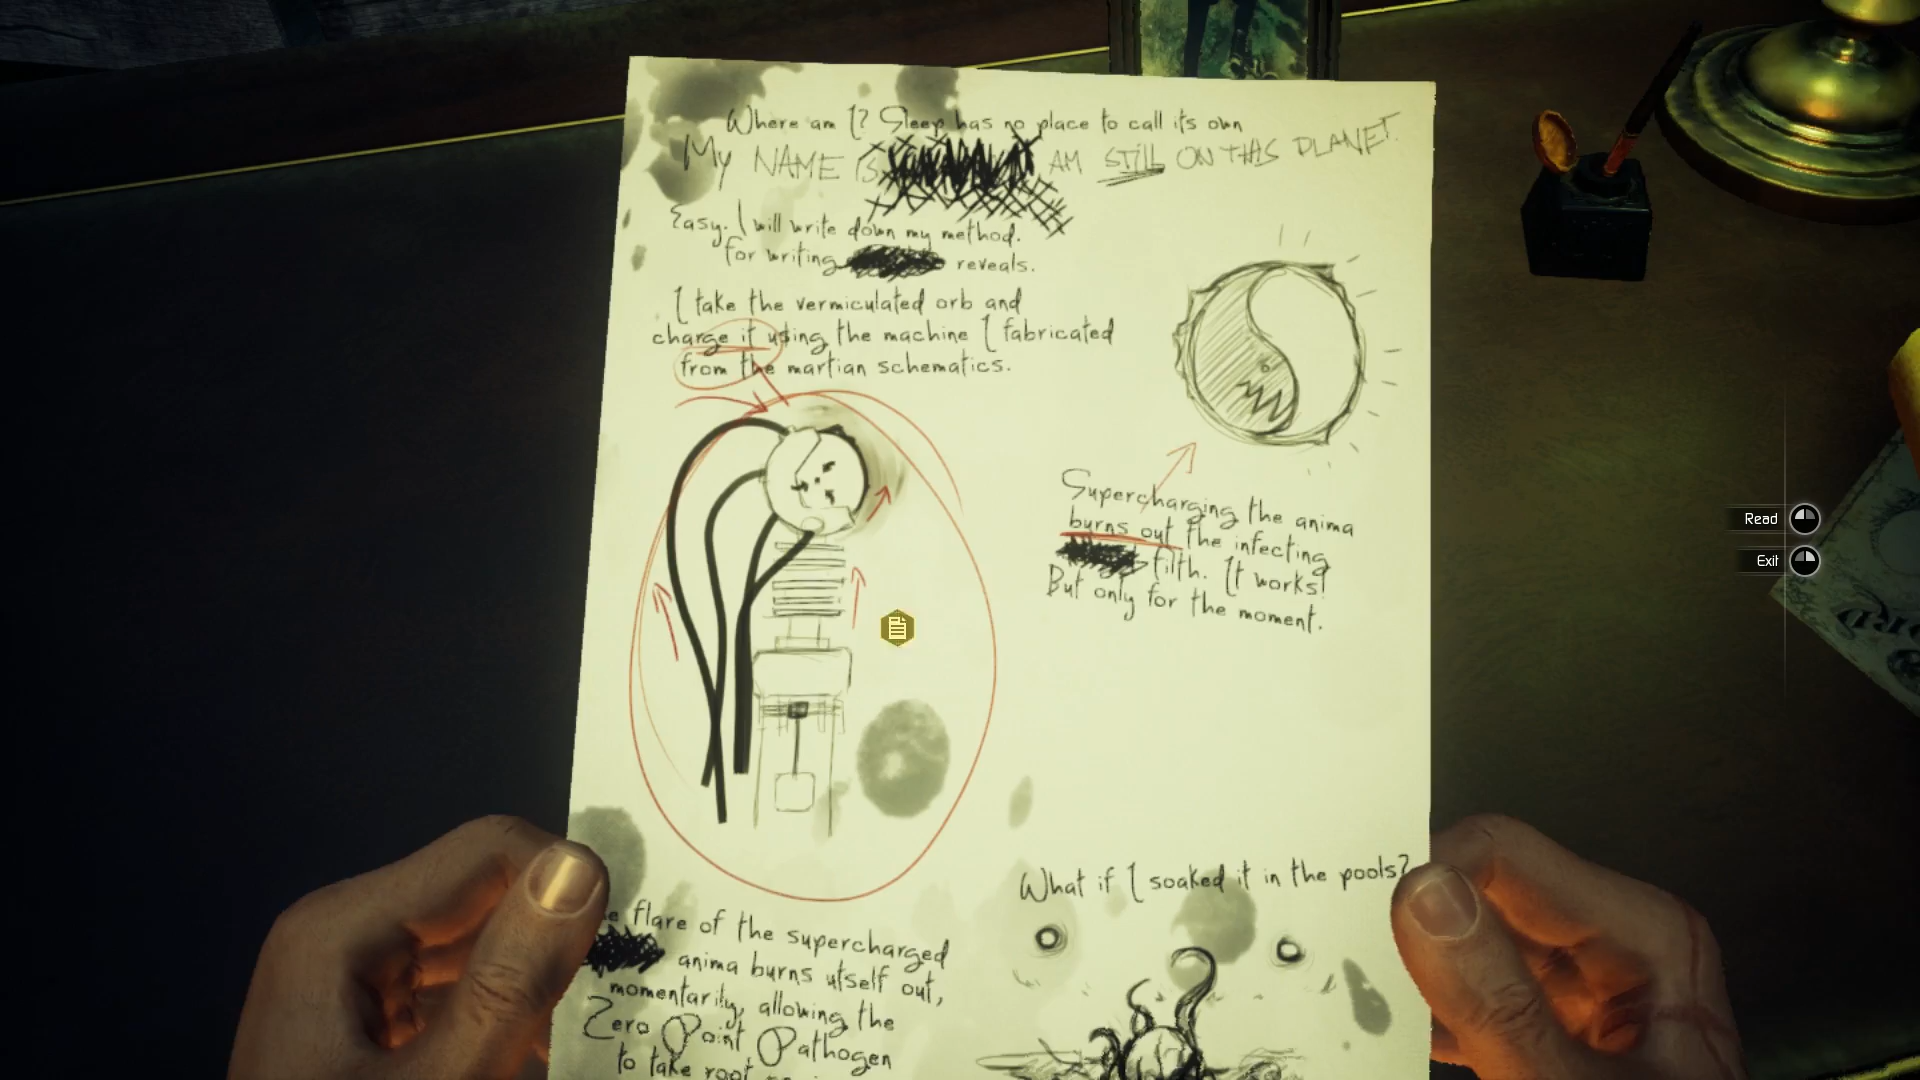 Where am I? Sleep has no place to call its own
My NAME IS AM STILL ON THIS PLANET.
Easy. I will write down my method.
for writing reveals.
I take the vermiculated orb and
charge it using the machine I fabricated
from the martian schematics.
Supercharging the anima
burns out the infecting
filth. It works!
But only for the moment.
Read
Exit
What if I soaked it in the pools?
flare of the supercharged
anima burns utself out,
momentarily, allowing the
Zero Point Pathogen
to take root